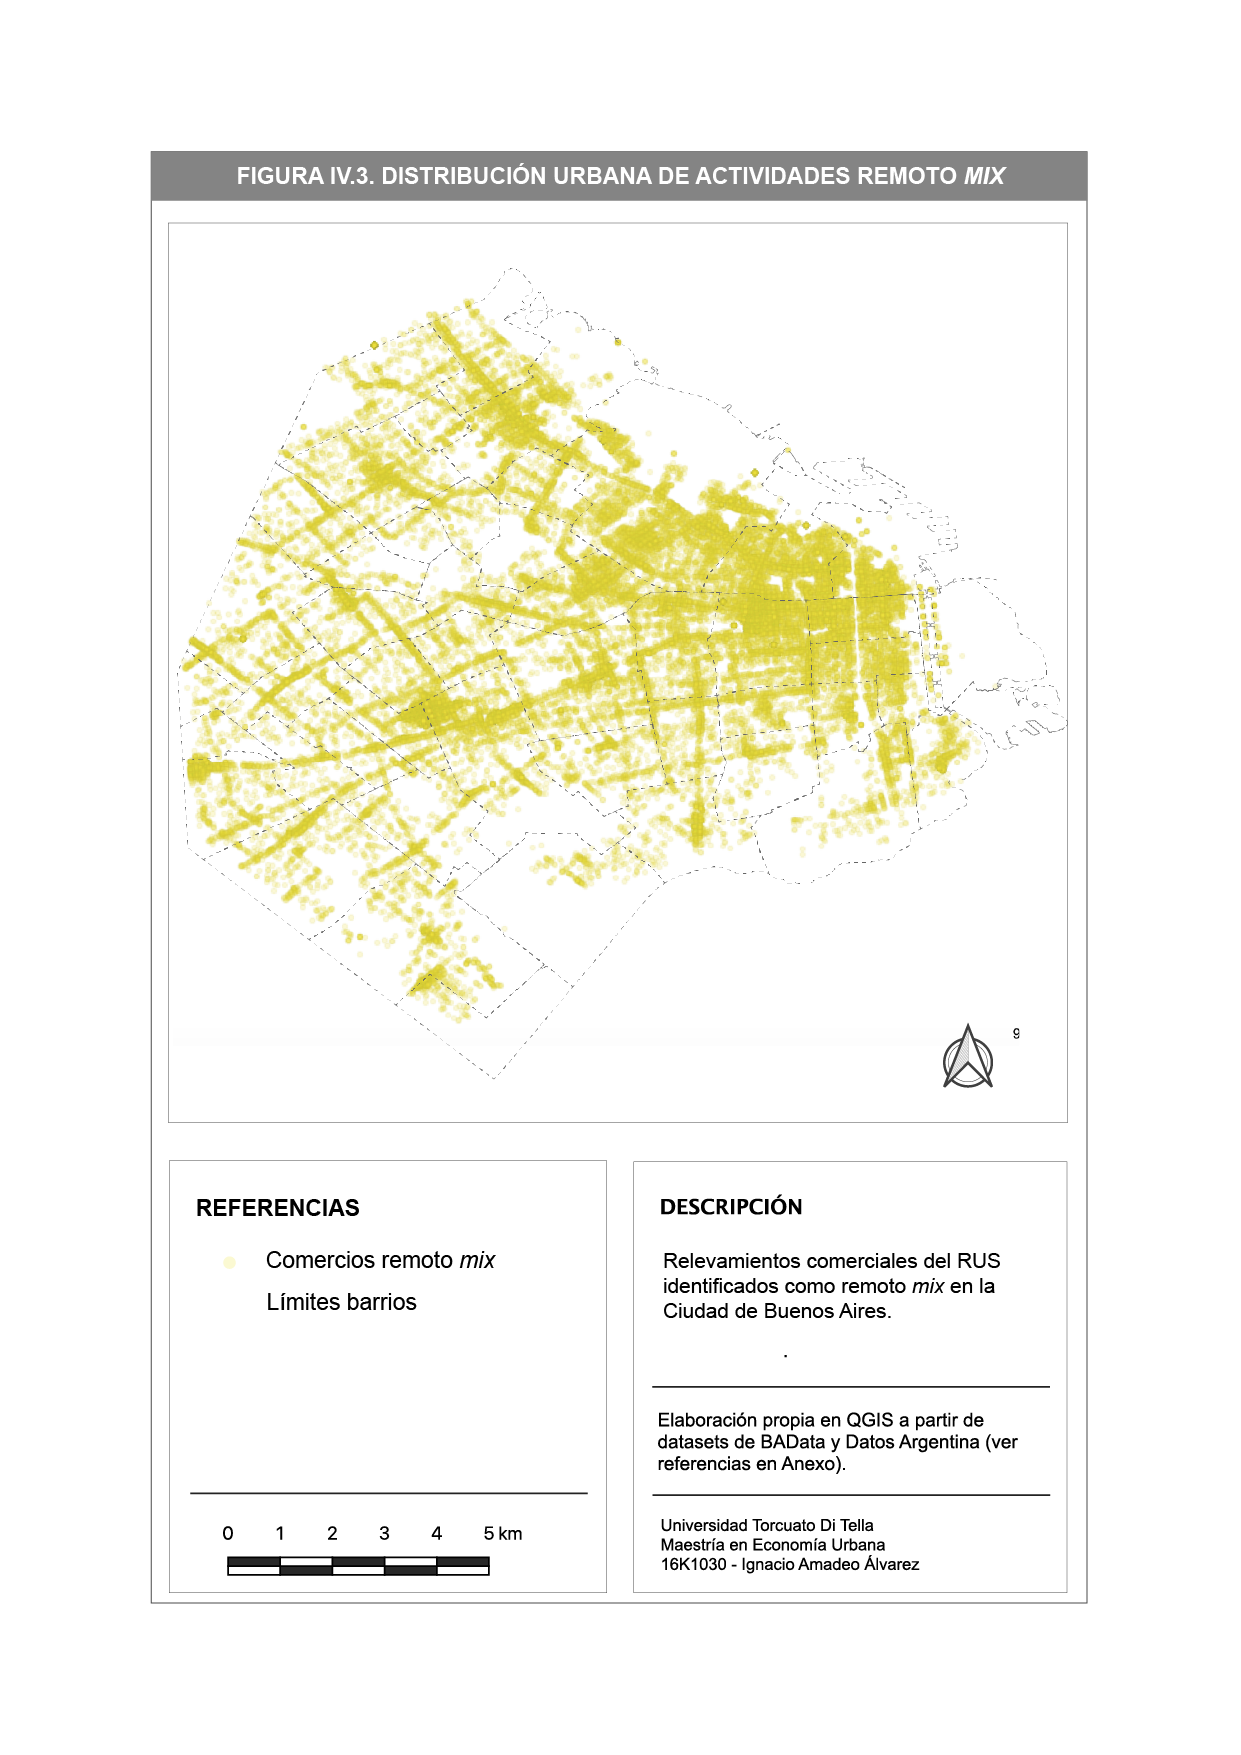 FIGURA IV.3. DISTRIBUCIÓN URBANA DE ACTIVIDADES REMOTO MIX
9
REFERENCIAS
Comercios remoto mix
Límites barrios
0 1 2 3 4 5 km
DESCRIPCIÓN
Relevamientos comerciales del RUS
identificados como remoto mix en la
Ciudad de Buenos Aires.
.
Elaboración propia en QGIS a partir de
datasets de BAData y Datos Argentina (ver
referencias en Anexo).
Universidad Torcuato Di Tella
Maestría en Economía Urbana
16K1030 - Ignacio Amadeo Álvarez